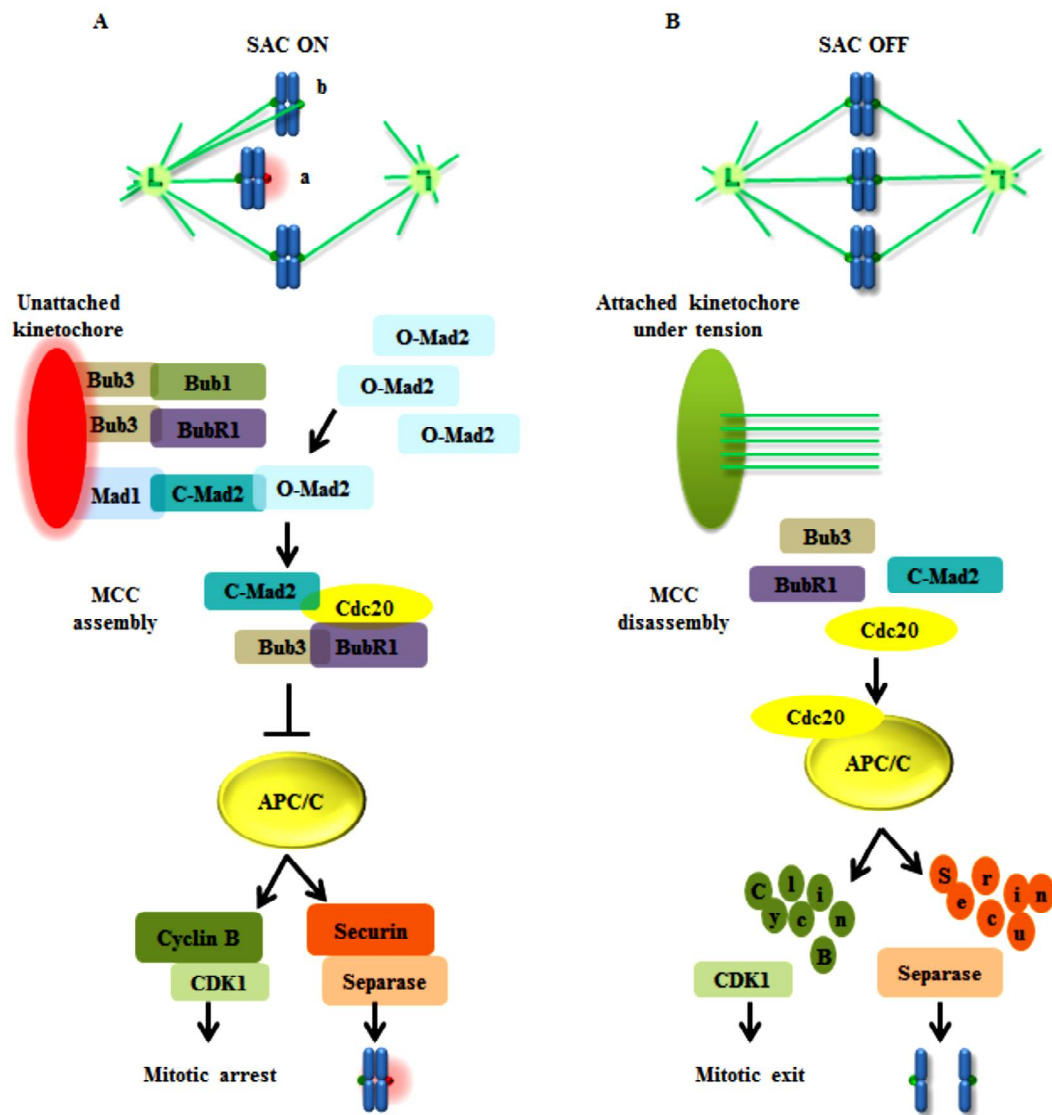 A
SAC ON
b
a
Unattached
kinetochore
O-Mad2
O-Mad2
O-Mad2
Bub3
Bub1
Bub3
BubR1
Mad1
C-Mad2
O-Mad2
MCC
assembly
C-Mad2
Cdc20
Bub3
BubR1
APC/C
Cyclin B
CDK1
Securin
Separase
Mitotic arrest
B
SAC OFF
Attached kinetochore
under tension
Bub3
BubR1
C-Mad2
MCC
disassembly
Cdc20
Cdc20
APC/C
Cyclin
B
Securin
CDK1
Separase
Mitotic exit